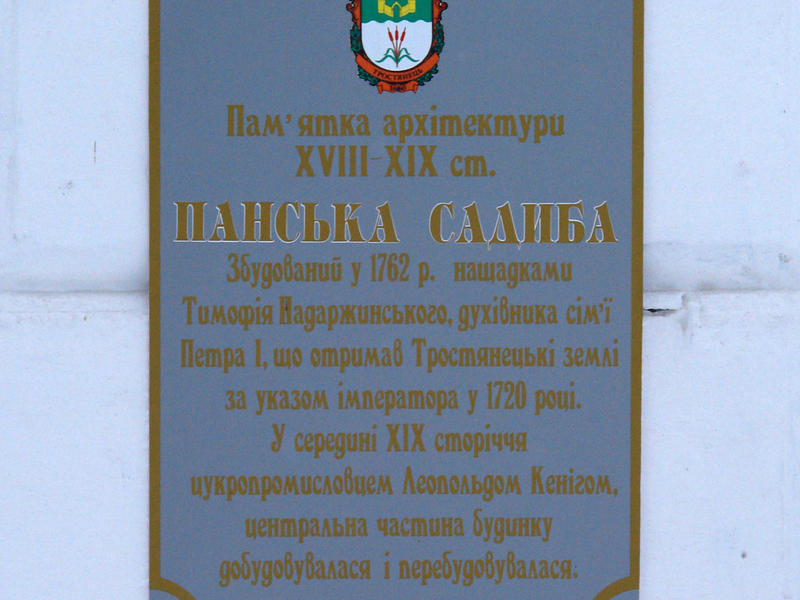 ТРОСТЯНЕЦЬ
Пам'ятка архітектури
XVIII-XIX ст.
ПАНСЬКА САДИБА
Збудований у 1762 р. нащадками
Тимофія Надаржинського, духівника сім'ї
Петра I, що отримав Тростянецькі землі
за указом імператора у 1720 році.
У середині XIX сторіччя
цукропромисловцем Леопольдом Кенігом,
центральна частина будинку
добудовувалася і перебудовувалася.